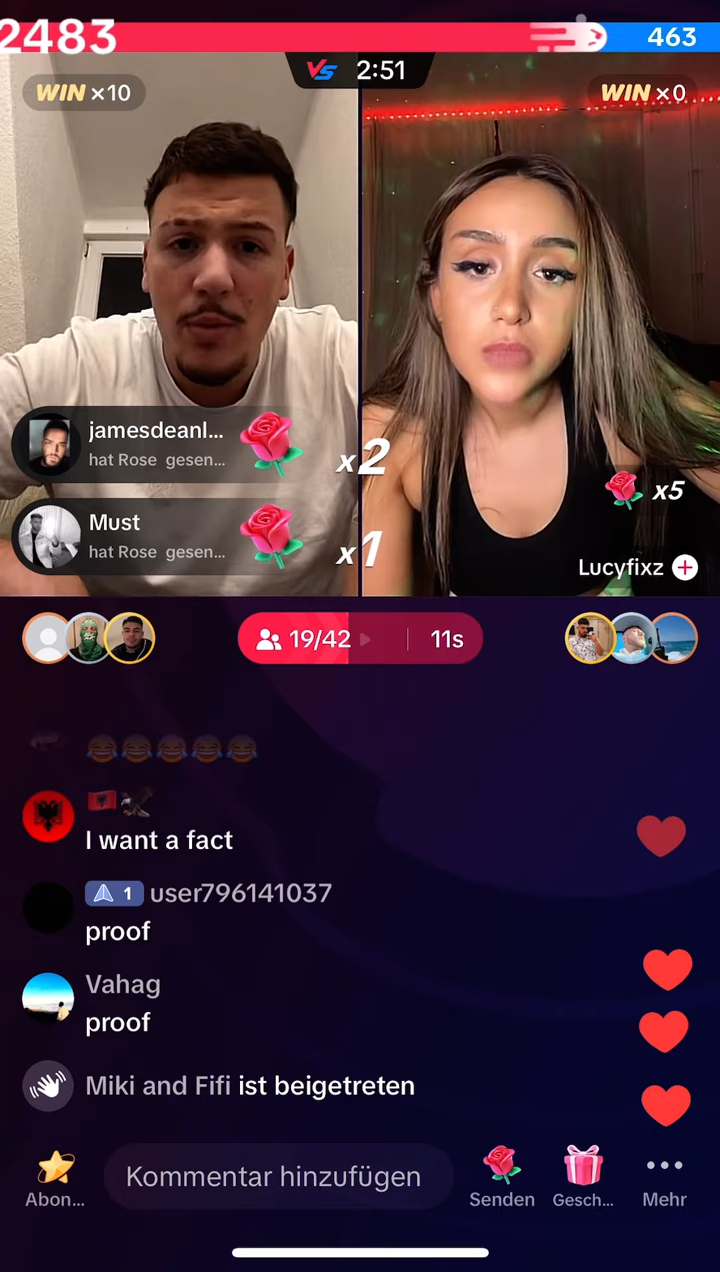 2483
463
VS 2:51
WIN ×10
WIN ×0
jamesdeanl...
hat Rose gesen...
x2
Must
hat Rose gesen...
x1
x5
Lucyfixz
19/42
11s
I want a fact
1 user796141037
proof
Vahag
proof
Miki and Fifi ist beigetreten
Abon...
Kommentar hinzufügen
Senden
Gesch...
Mehr